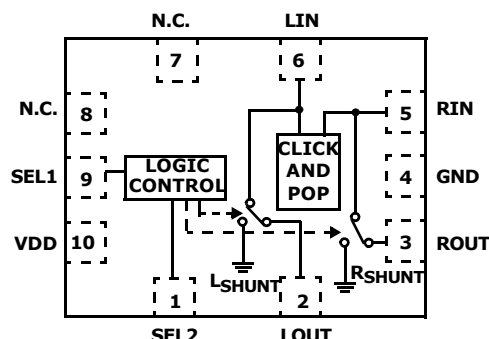 N.C. LIN
7 6
N.C. 8 5 RIN
CLICK
AND
POP
SEL1 9 4 GND
LOGIC
CONTROL
VDD 10 3 ROUT
LSHUNT RSHUNT
1 2
SEL2 LOUT